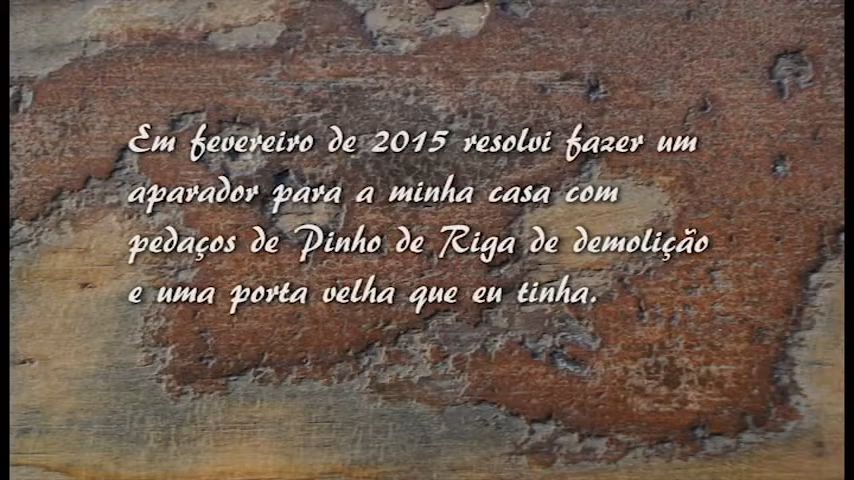 Em fevereiro de 2015 resolvi fazer um
aparador para a minha casa com
pedaços de Pinho de Riga de demolição
e uma porta velha que eu tinha.